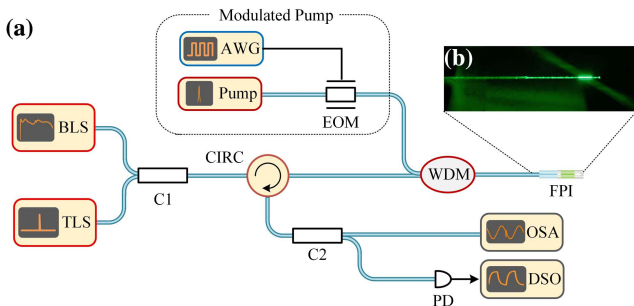 Modulated Pump
(a)
AWG
(b)
Pump
EOM
BLS
CIRC
C1
WDM
FPI
TLS
C2
OSA
DSO
PD